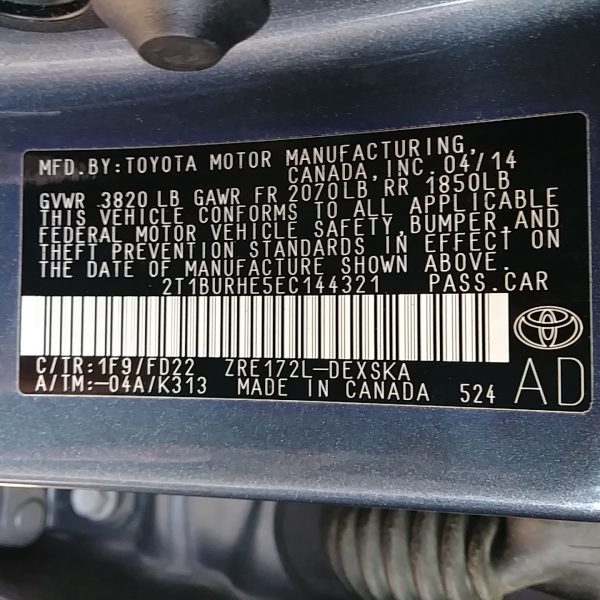 MFD. BY: TOYOTA MOTOR MANUFACTURING,
CANADA, INC. 04/14
GVWR 3820 LB GAWR FR 2070LB, RR 1850LB
THIS VEHICLE CONFORMS TO ALL APPLICABLE
FEDERAL MOTOR VEHICLE SAFETY, BUMPER, AND
THEFT PREVENTION STANDARDS IN EFFECT ON
THE DATE OF MANUFACTURE SHOWN ABOVE.
2T1BURHE5EC144321 PASS. CAR
C/TR: 1F9/FD22 ZRE172L-DEXSKA
A/TM: -04A/K313 MADE IN CANADA 524
AD